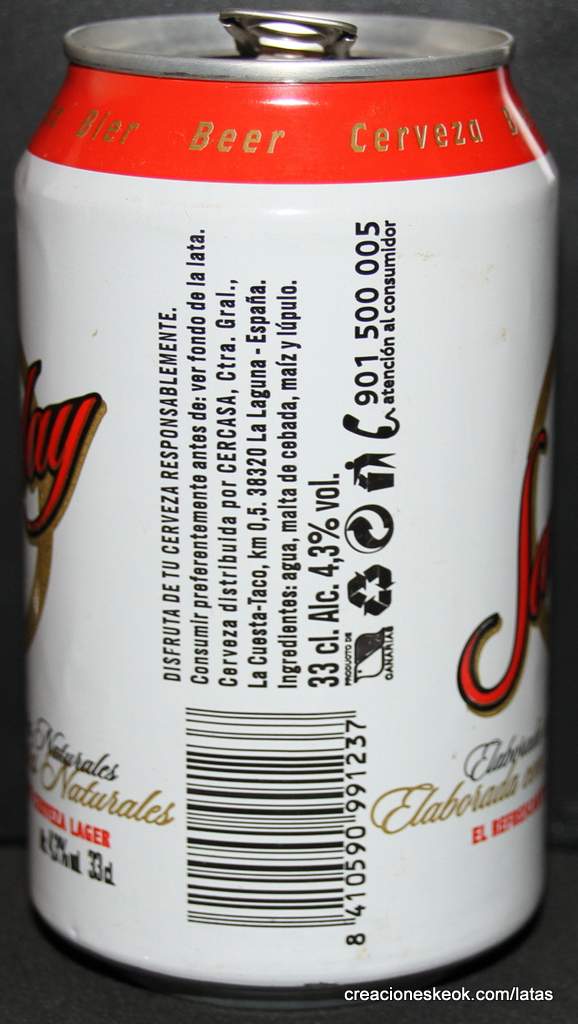 Bier Beer Cerveza
DISFRUTA DE TU CERVEZA RESPONSABLEMENTE.
Consumir preferentemente antes de: ver fondo de la lata.
Cerveza distribuida por CERCASA, Ctra. Gral.,
La Cuesta-Taco, km 0,5. 38320 La Laguna - España.
Ingredientes: agua, malta de cebada, maíz y lúpulo.
33 cl. Alc. 4,3% vol.
PRODUCTO DE
CANARIAS
901 500 005
atención al consumidor
8 410590 991237
Naturales
Naturales
LAGER
33 cl
Elaborada
EL
creacioneskeok.com/latas